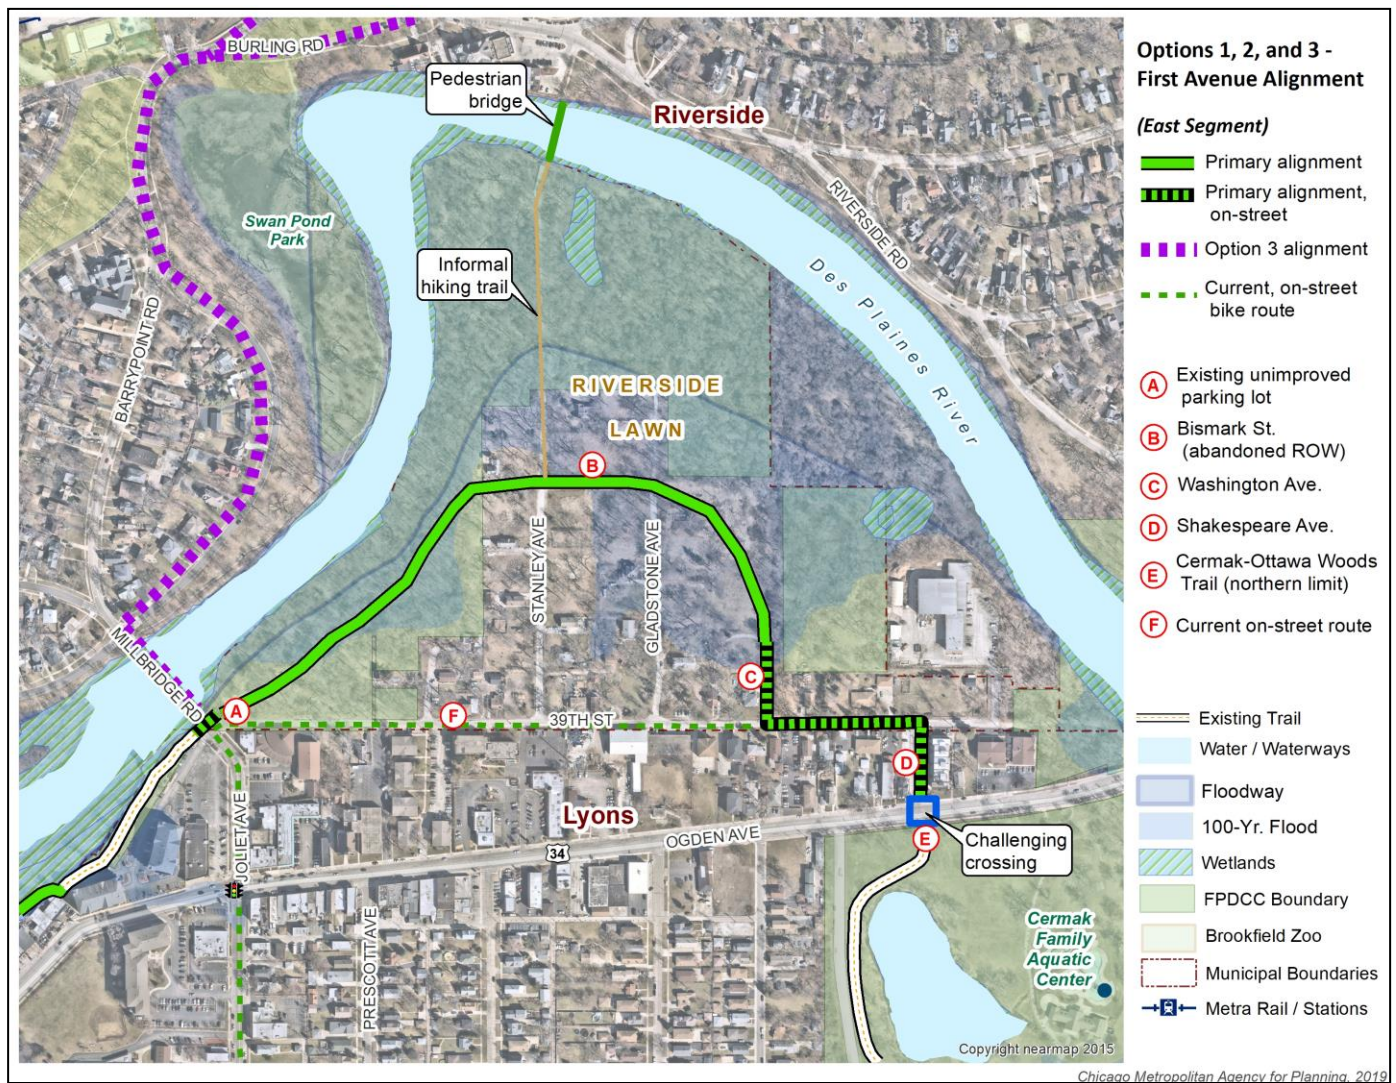 BURLING RD
Pedestrian
bridge
Riverside
RIVERSIDE RD
Swan Pond
Park
Informal
hiking trail
Des Plaines River
BARRYPOINT RD
RIVERSIDE
LAWN
B
STANLEY AVE
GLADSTONE AVE
MILLBRIDGE RD
A
F
39TH ST
C
D
JOLIET AVE
Lyons
34
OGDEN AVE
E
Challenging
crossing
PRESCOTT AVE
Cermak
Family
Aquatic
Center
Copyright nearmap 2015
Options 1, 2, and 3 -
First Avenue Alignment
(East Segment)
Primary alignment
Primary alignment,
on-street
Option 3 alignment
Current, on-street
bike route
A Existing unimproved
parking lot
B Bismark St.
(abandoned ROW)
C Washington Ave.
D Shakespeare Ave.
E Cermak-Ottawa Woods
Trail (northern limit)
F Current on-street route
Existing Trail
Water / Waterways
Floodway
100-Yr. Flood
Wetlands
FPDCC Boundary
Brookfield Zoo
Municipal Boundaries
Metra Rail / Stations
Chicago Metropolitan Agency for Planning, 2019